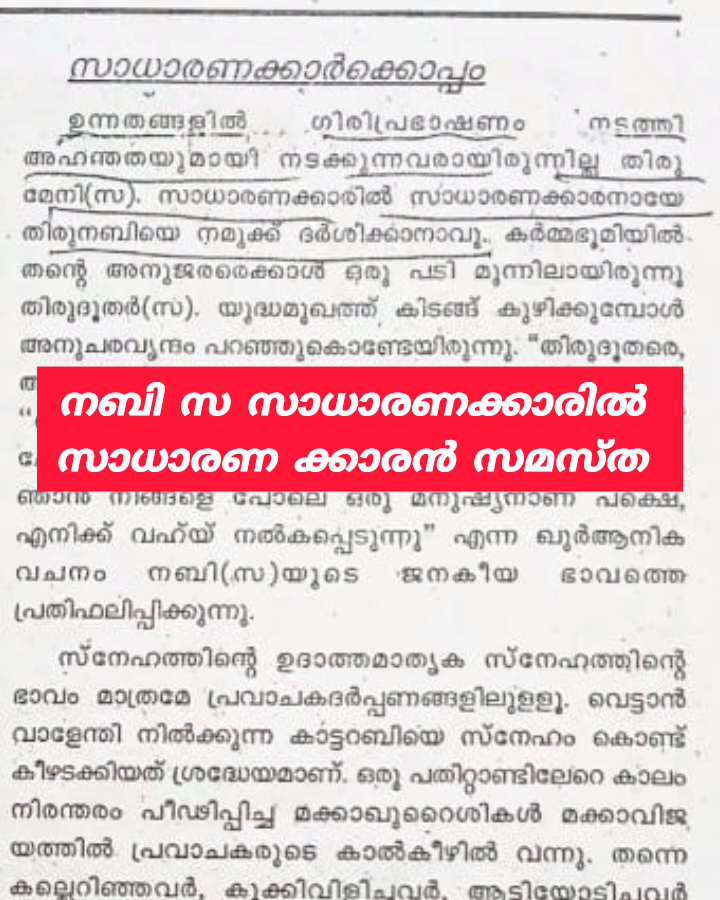 സാധാരണക്കാർക്കൊപ്പം
ഉന്നതങ്ങളിൽ ഗിരിപ്രഭാഷണം നടത്തി
അഹന്തതയുമായി നടക്കുന്നവരായിരുന്നില്ല തിരു
മേനി(സ). സാധാരണക്കാരിൽ സാധാരണക്കാരനായേ
തിരുനബിയെ നമുക്ക് ദർശിക്കാനാവൂ. കർമ്മഭൂമിയിൽ
തന്റെ അനുജരരെക്കാൾ ഒരു പടി മുന്നിലായിരുന്നു
തിരുദൂതർ(സ). യുദ്ധമുഖത്ത് കിടങ്ങ് കുഴിക്കുമ്പോൾ
അനുചരവൃന്ദം പറഞ്ഞുകൊണ്ടേയിരുന്നു. “തിരുദൂതരെ,
നബി സ സാധാരണക്കാരിൽ
സാധാരണ ക്കാരൻ സമസ്ത
ഞാൻ നിങ്ങളെ പോലെ ഒരു മനുഷ്യനാണ് പക്ഷെ,
എനിക്ക് വഹ്‌യ് നൽകപ്പെടുന്നു” എന്ന ഖുർആനിക
വചനം നബി(സ)യുടെ ജനകീയ ഭാവത്തെ
പ്രതിഫലിപ്പിക്കുന്നു.
സ്നേഹത്തിന്റെ ഉദാത്തമാതൃക സ്നേഹത്തിന്റെ
ഭാവം മാത്രമേ പ്രവാചകദർപ്പണങ്ങളിലുളളൂ. വെട്ടാൻ
വാളേന്തി നിൽക്കുന്ന കാട്ടറബിയെ സ്നേഹം കൊണ്ട്
കീഴടക്കിയത് ശ്രദ്ധേയമാണ്. ഒരു പതിറ്റാണ്ടിലേറെ കാലം
നിരന്തരം പീഢിപ്പിച്ച മക്കാഖുറൈശികൾ മക്കാവിജ
യത്തിൽ പ്രവാചകരുടെ കാൽകീഴിൽ വന്നു. തന്നെ
കല്ലെറിഞ്ഞവർ, കൂക്കിവിളിച്ചവർ, ആട്ടിയോടിച്ചവർ